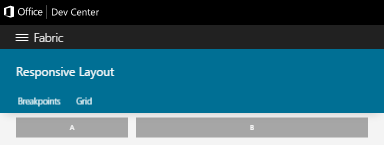 Office | Dev Center
Fabric
Responsive Layout
Breakpoints Grid
A B